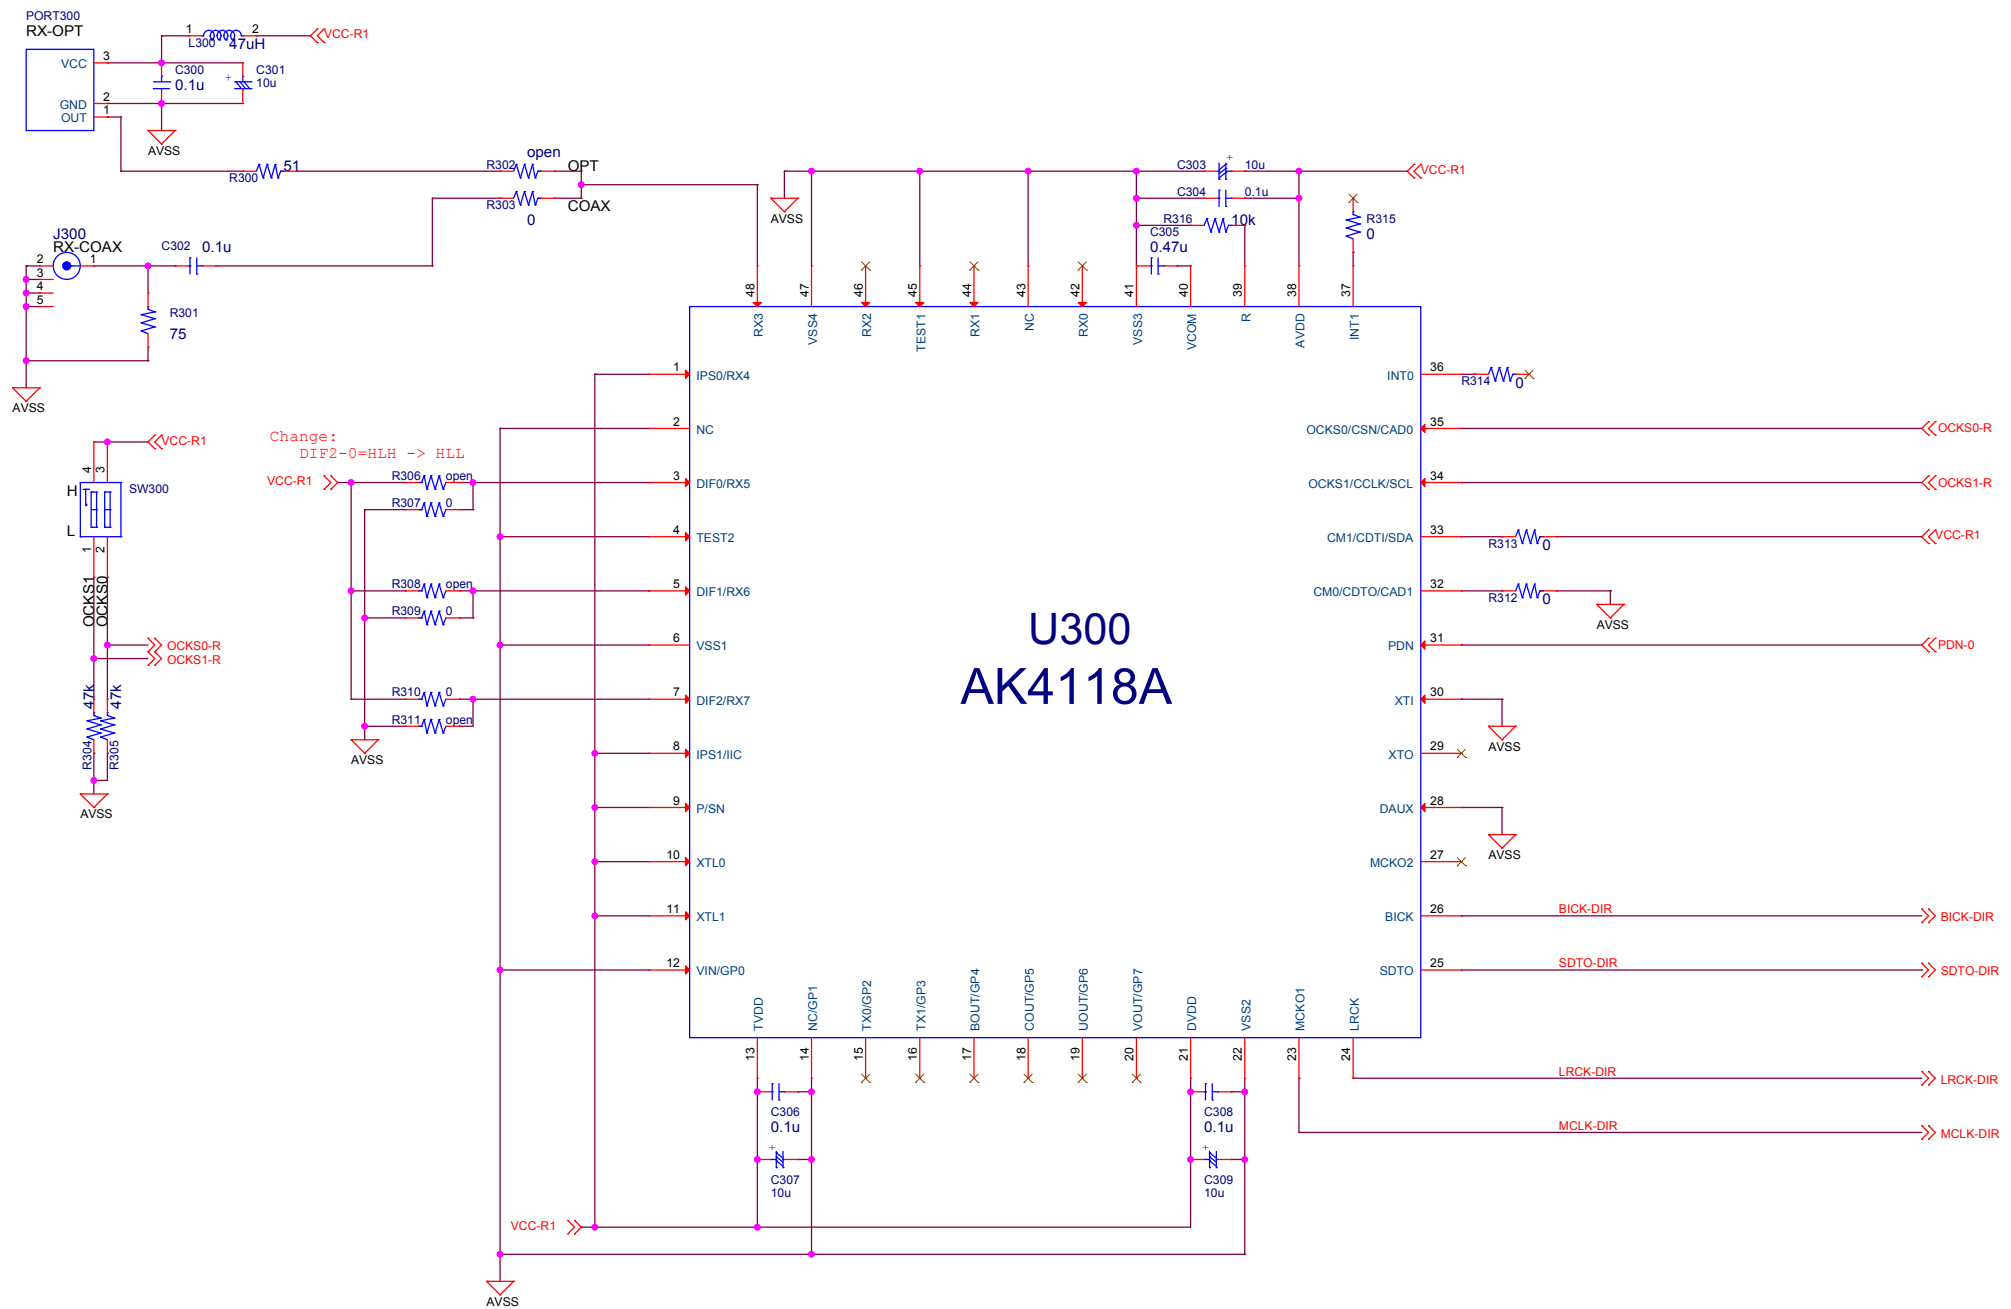 PORT300
RX-OPT
VCC
GND
OUT
3
2
1
1
2
L300
47uH
VCC-R1
C300
0.1u
+
C301
10u
AVSS
R300
51
R302
open
OPT
R303
0
COAX
J300
RX-COAX
2
3
4
5
1
C302
0.1u
R301
75
AVSS
VCC-R1
4
3
H
L
SW300
1
2
OCKS1
OCKS0
OCKS0-R
OCKS1-R
47k
47k
R304
R305
AVSS
Change:
DIF2-0=HLH -> HLL
VCC-R1
R306
open
R307
0
R308
open
R309
0
R310
0
R311
open
AVSS
AVSS
C303
+
10u
C304
0.1u
R316
10k
C305
0.47u
VCC-R1
R315
0
48
47
46
45
44
43
42
41
40
39
38
37
RX3
VSS4
RX2
TEST1
RX1
NC
RX0
VSS3
VCOM
R
AVDD
INT1
1
IPS0/RX4
2
NC
3
DIF0/RX5
4
TEST2
5
DIF1/RX6
6
VSS1
7
DIF2/RX7
8
IPS1/IIC
9
P/SN
10
XTL0
11
XTL1
12
VIN/GP0
U300
AK4118A
INT0
36
R314
0
OCKS0/CSN/CAD0
35
OCKS0-R
OCKS1/CCLK/SCL
34
OCKS1-R
CM1/CDTI/SDA
33
R313
0
VCC-R1
CM0/CDTO/CAD1
32
R312
0
AVSS
PDN
31
PDN-0
XTI
30
AVSS
XTO
29
DAUX
28
AVSS
MCKO2
27
BICK
26
BICK-DIR
BICK-DIR
SDTO
25
SDTO-DIR
SDTO-DIR
TVDD
NC/GP1
TX0/GP2
TX1/GP3
BOUT/GP4
COUT/GP5
UOUT/GP6
VOUT/GP7
DVDD
VSS2
MCKO1
LRCK
13
14
15
16
17
18
19
20
21
22
23
24
LRCK-DIR
LRCK-DIR
MCLK-DIR
MCLK-DIR
C306
0.1u
+
C307
10u
C308
0.1u
+
C309
10u
VCC-R1
AVSS